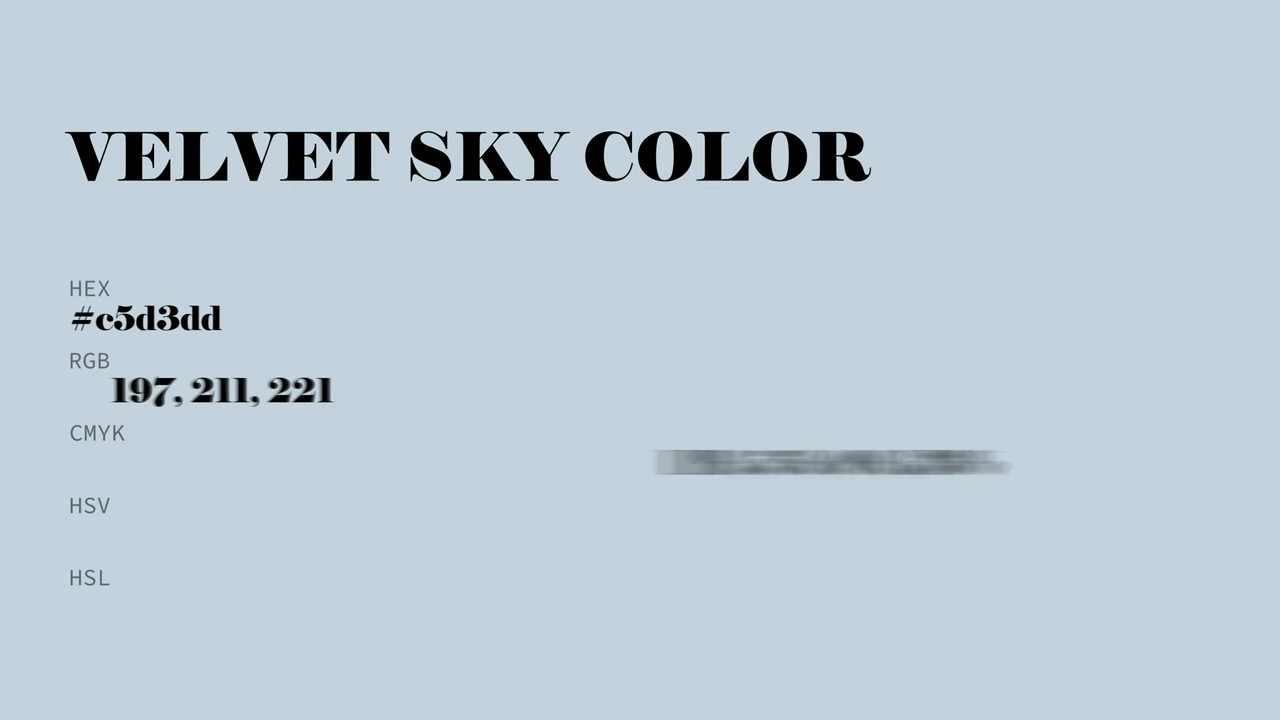 VELVET SKY COLOR
HEX
#c5d3dd
RGB
197, 211, 221
CMYK
HSV
HSL